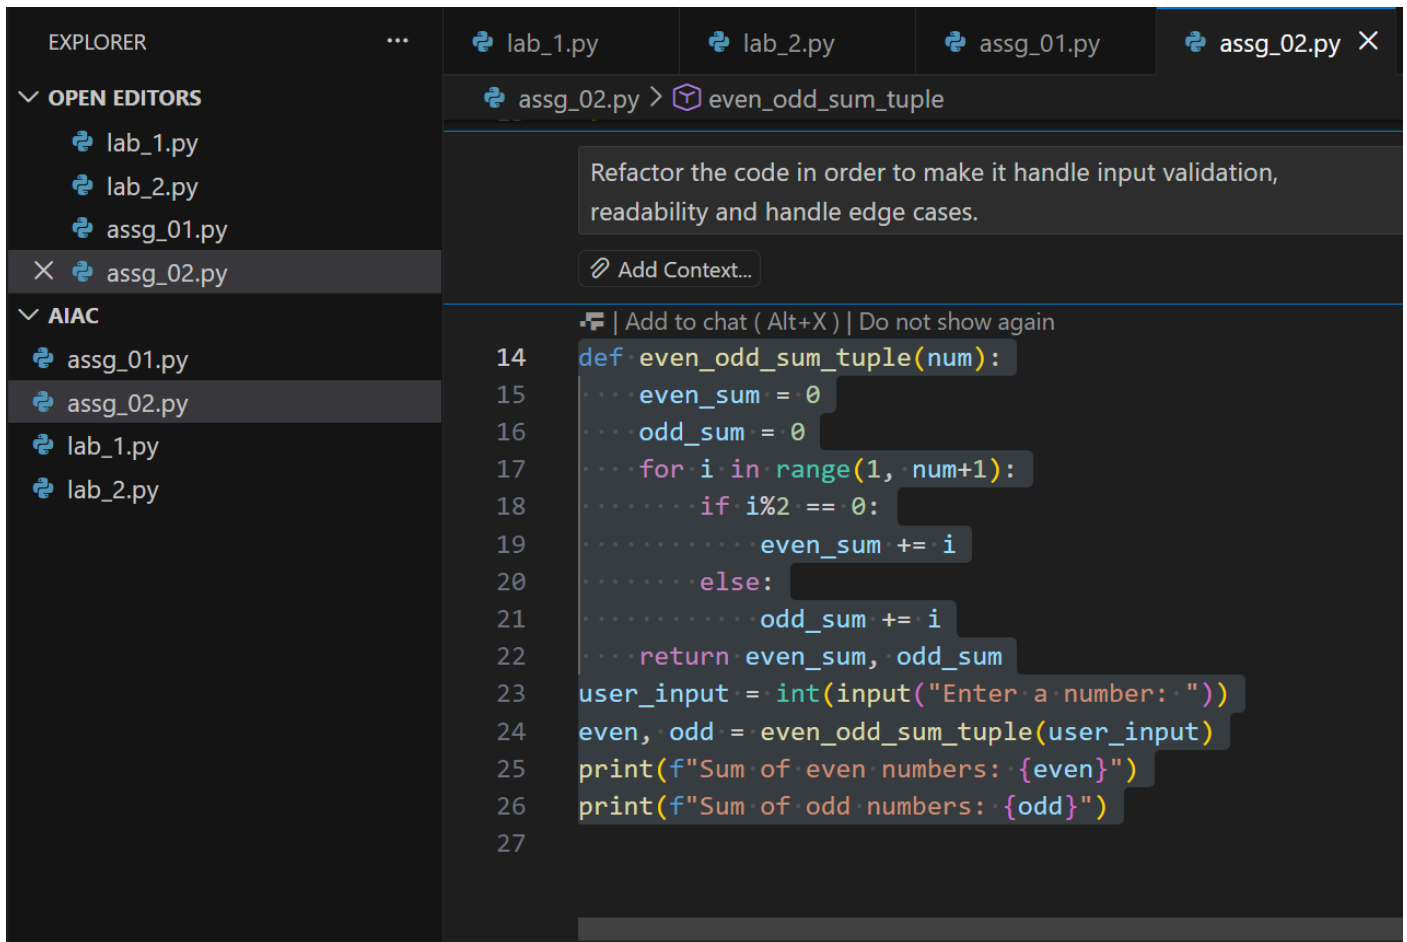 EXPLORER ···
OPEN EDITORS
lab_1.py
lab_2.py
assg_01.py
assg_02.py
AIAC
assg_01.py
assg_02.py
lab_1.py
lab_2.py
lab_1.py lab_2.py assg_01.py assg_02.py
assg_02.py > even_odd_sum_tuple
Refactor the code in order to make it handle input validation,
readability and handle edge cases.
Add Context...
| Add to chat ( Alt+X ) | Do not show again
14 def even_odd_sum_tuple(num):
15     even_sum = 0
16     odd_sum = 0
17     for i in range(1, num+1):
18         if i%2 == 0:
19             even_sum += i
20         else:
21             odd_sum += i
22     return even_sum, odd_sum
23 user_input = int(input("Enter a number: "))
24 even, odd = even_odd_sum_tuple(user_input)
25 print(f"Sum of even numbers: {even}")
26 print(f"Sum of odd numbers: {odd}")
27